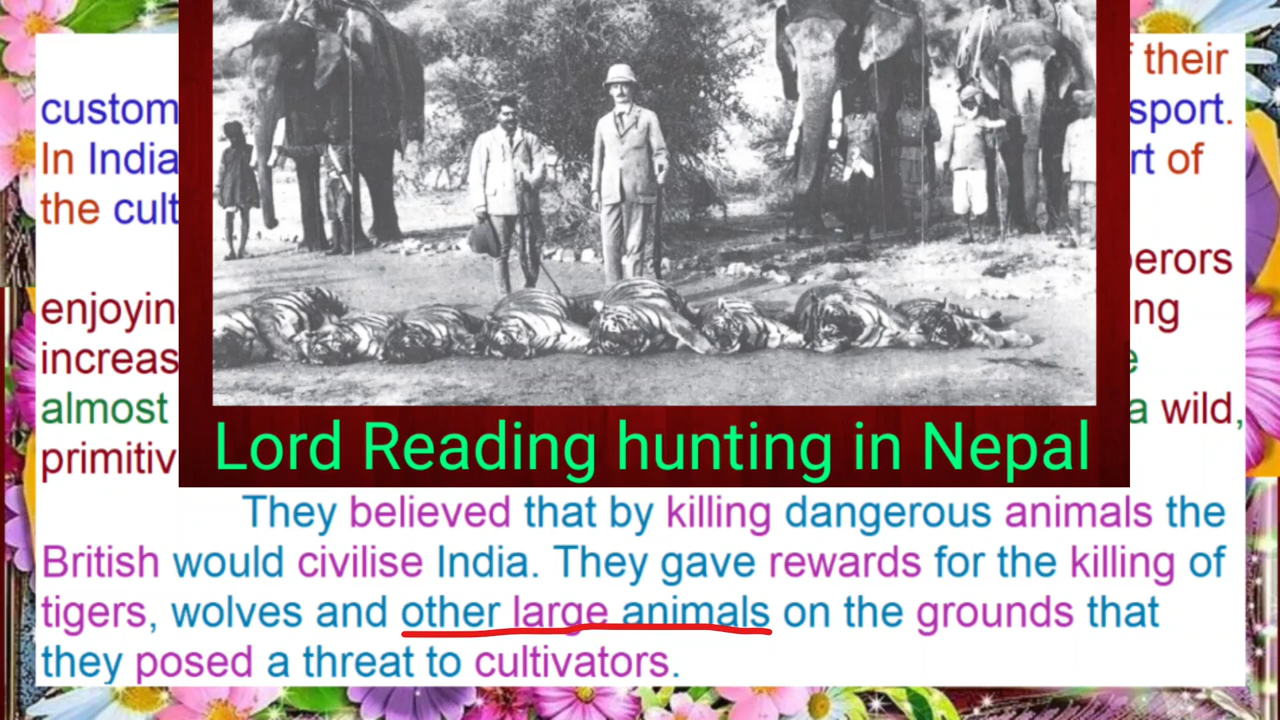 f their
custom
sport.
In India
rt of
the cult
perors
enjoyin
ng
increas
e
almost
a wild,
primitiv
Lord Reading hunting in Nepal
They believed that by killing dangerous animals the
British would civilise India. They gave rewards for the killing of
tigers, wolves and other large animals on the grounds that
they posed a threat to cultivators.